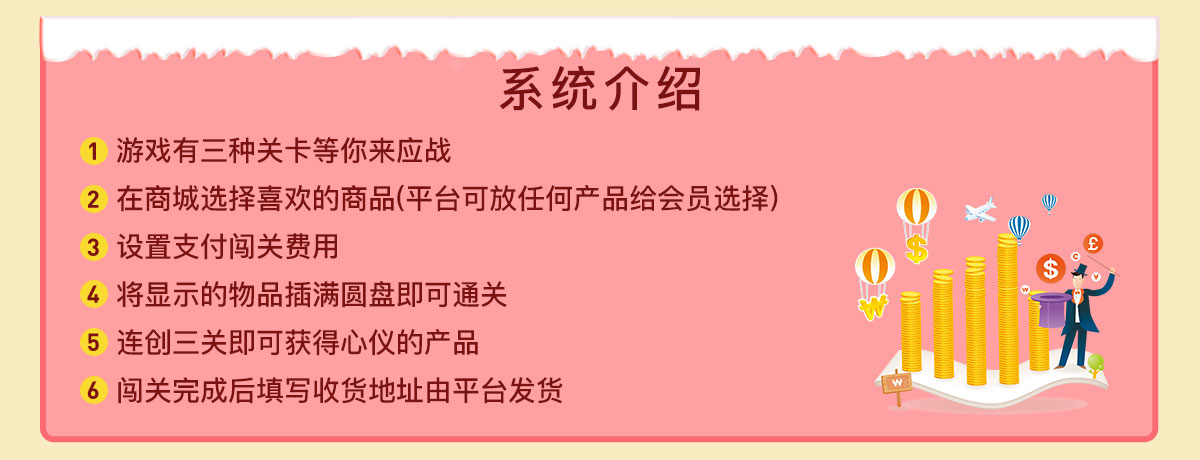 系统介绍
1 游戏有三种关卡等你来应战
2 在商城选择喜欢的商品(平台可放任何产品给会员选择)
3 设置支付闯关费用
4 将显示的物品插满圆盘即可通关
5 连创三关即可获得心仪的产品
6 闯关完成后填写收货地址由平台发货
$
₩
$
£
C
V
W
W